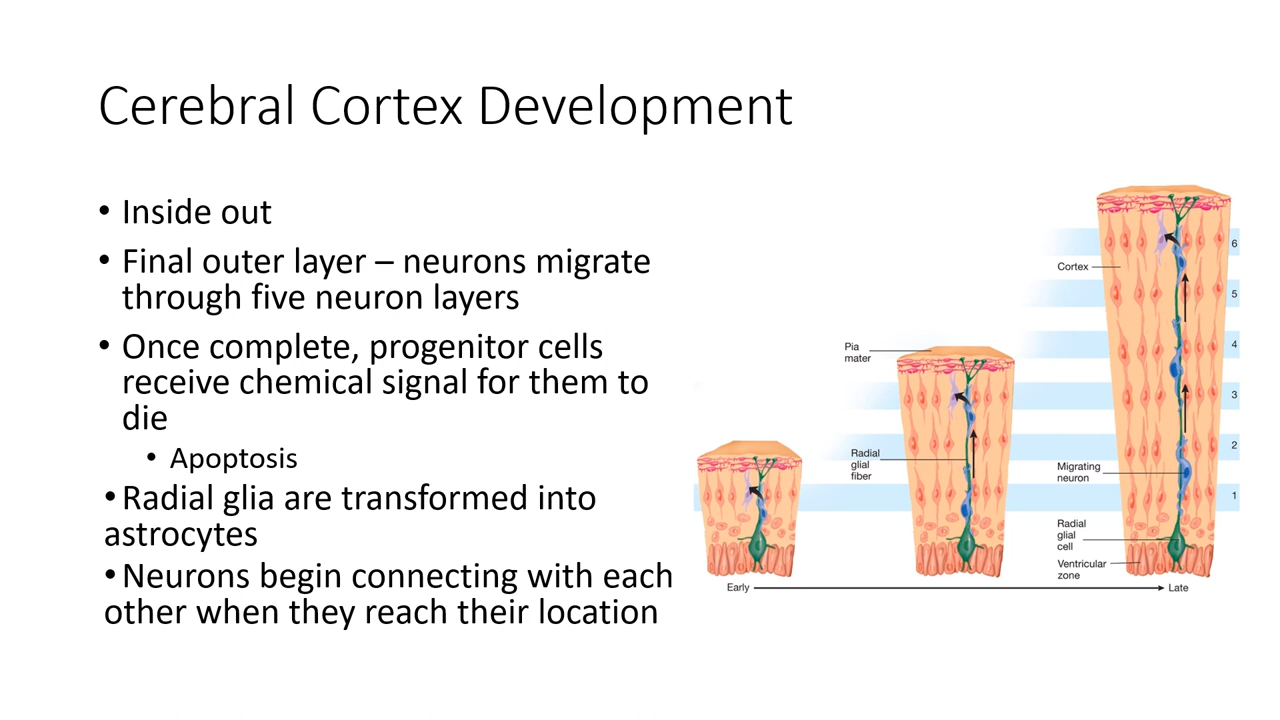 Cerebral Cortex Development
• Inside out
• Final outer layer – neurons migrate
through five neuron layers
• Once complete, progenitor cells
receive chemical signal for them to
die
• Apoptosis
• Radial glia are transformed into
astrocytes
• Neurons begin connecting with each
other when they reach their location
Pia
mater
Radial
glial
fiber
Cortex
Migrating
neuron
Radial
glial
cell
Ventricular
zone
6
5
4
3
2
1
Early
Late